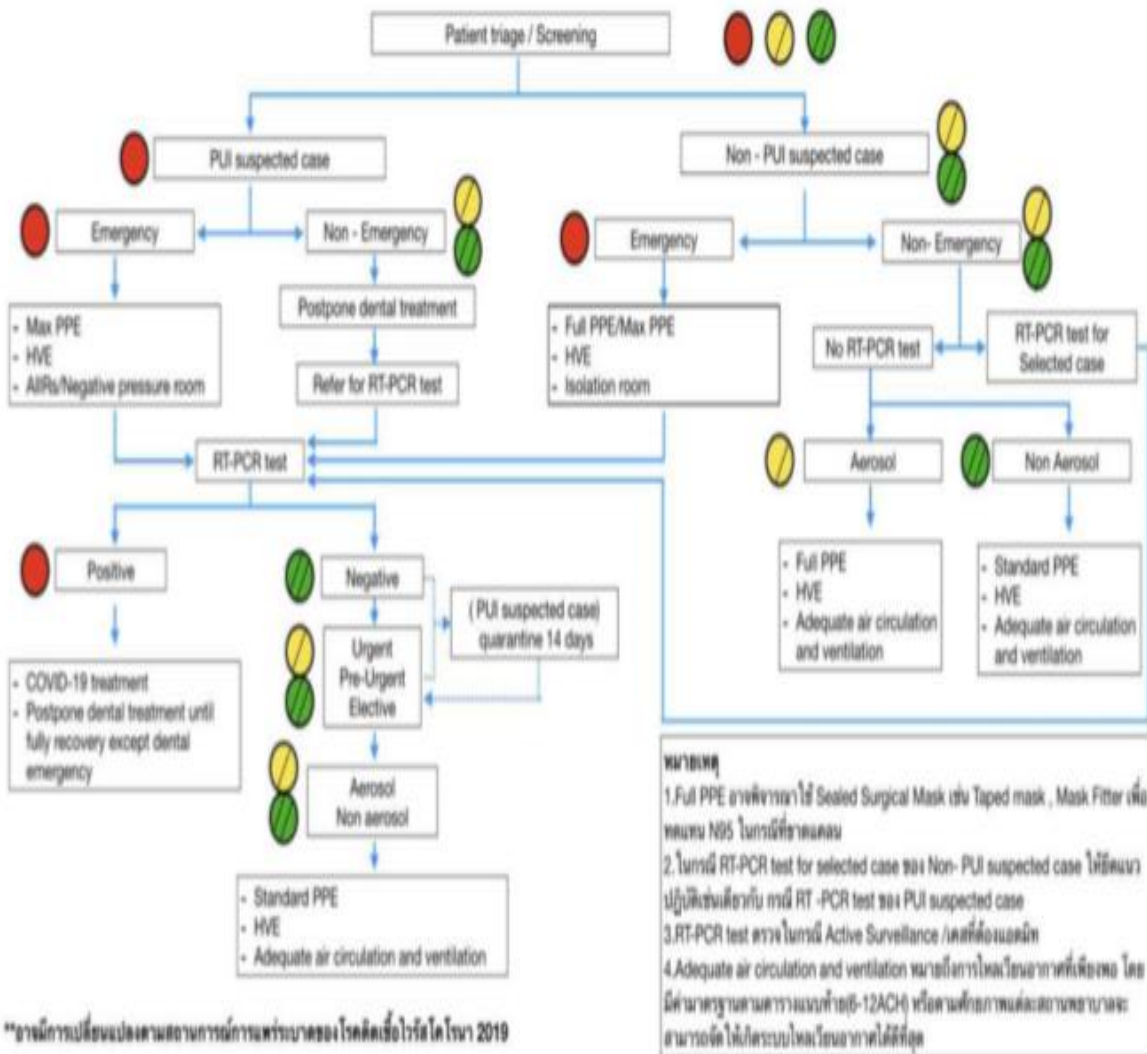 Patient triage / Screening
PUI suspected case
Non - PUI suspected case
Emergency
Non - Emergency
Emergency
Non- Emergency
- Max PPE
- HVE
- AIIRs/Negative pressure room
Postpone dental treatment
Refer for RT-PCR test
- Full PPE/Max PPE
- HVE
- Isolation room
No RT-PCR test
RT-PCR test for
Selected case
RT-PCR test
Aerosol
Non Aerosol
- Full PPE
- HVE
- Adequate air circulation
and ventilation
- Standard PPE
- HVE
- Adequate air circulation
and ventilation
Positive
Negative
( PUI suspected case)
quarantine 14 days
Urgent
Pre-Urgent
Elective
- COVID-19 treatment
- Postpone dental treatment until
fully recovery except dental
emergency
Aerosol
Non aerosol
- Standard PPE
- HVE
- Adequate air circulation and ventilation
หมายเหตุ
1.Full PPE อาจพิจารณาใช้ Sealed Surgical Mask เช่น Taped mask , Mask Fitter เพื่อ
ทดแทน N95 ในกรณีที่ขาดแคลน
2.ในกรณี RT-PCR test for selected case ของ Non- PUI suspected case ให้ยึดแนว
ปฏิบัติเช่นเดียวกับ กรณี RT -PCR test ของ PUI suspected case
3.RT-PCR test ตรวจในกรณี Active Surveillance /เคสที่ต้องแอดมิท
4.Adequate air circulation and ventilation หมายถึงการไหลเวียนอากาศที่เพียงพอ โดย
มีค่ามาตรฐานตามตารางแนบท้าย(6-12ACH) หรือตามศักยภาพแต่ละสถานพยาบาลจะ
สามารถจัดให้เกิดระบบไหลเวียนอากาศได้ดีที่สุด
**อาจมีการเปลี่ยนแปลงตามสถานการณ์การแพร่ระบาดของโรคติดเชื้อไวรัสโคโรนา 2019